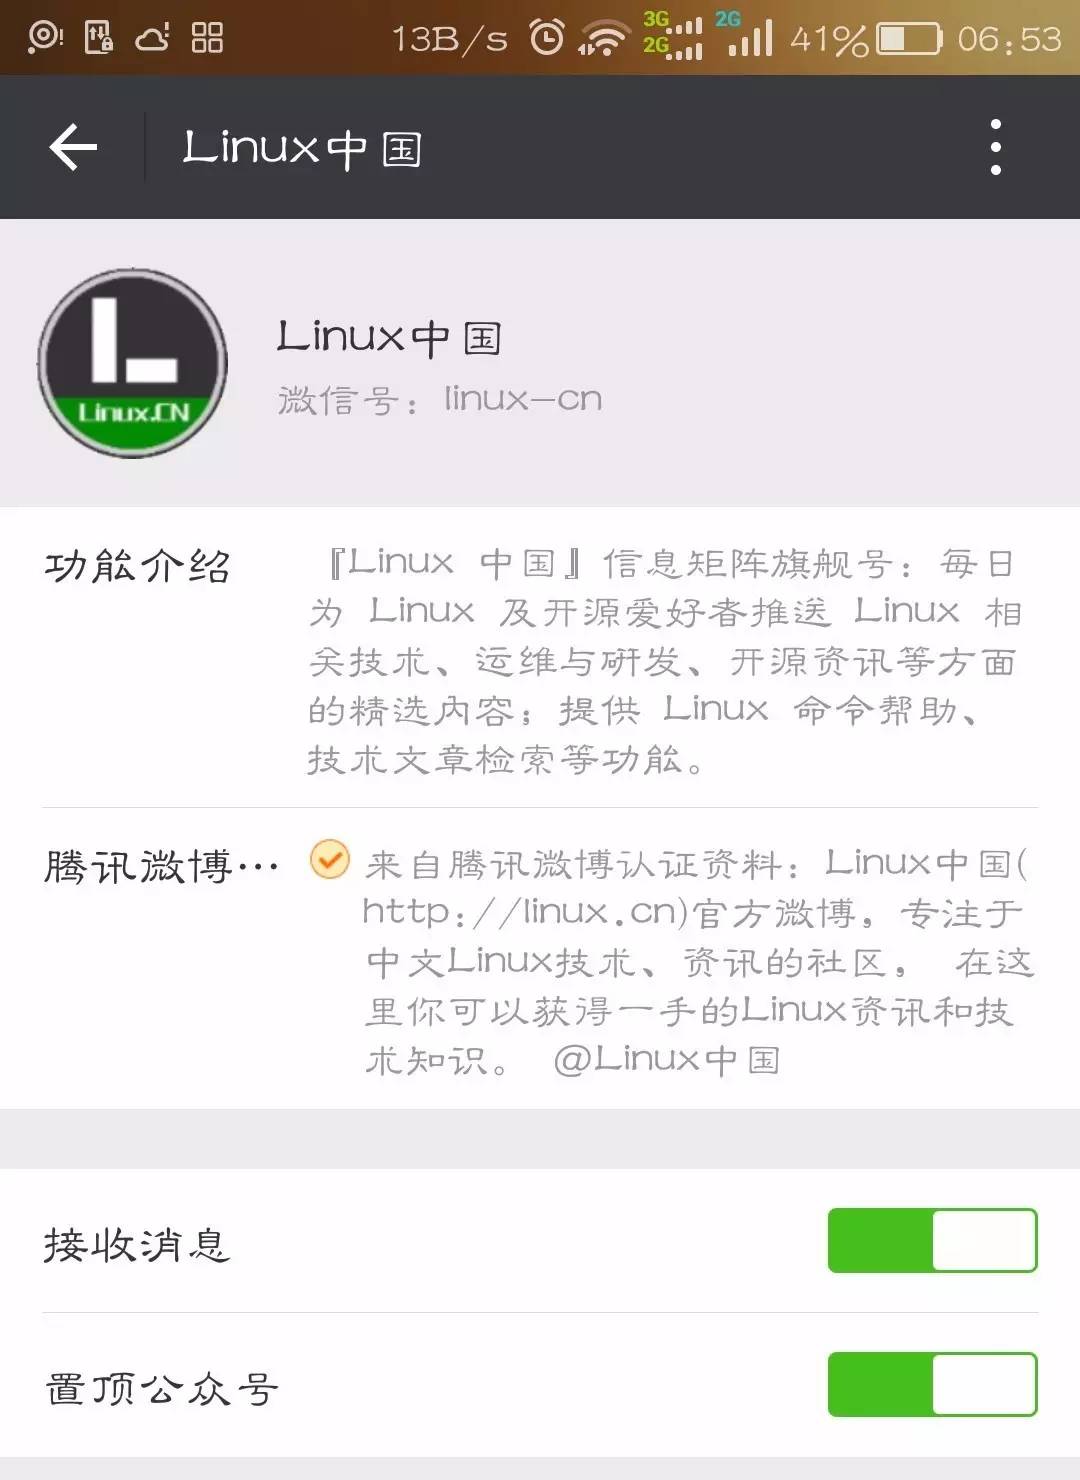 13B/s 3G 2G 2G 41% 06:53
Linux中国
Linux.CN
Linux中国
微信号: linux-cn
功能介绍
『Linux 中国』信息矩阵旗舰号：每日
为 Linux 及开源爱好者推送 Linux 相
关技术、运维与研发、开源资讯等方面
的精选内容；提供 Linux 命令帮助、
技术文章检索等功能。
腾讯微博…
来自腾讯微博认证资料：Linux中国(
http://linux.cn)官方微博，专注于
中文Linux技术、资讯的社区， 在这
里你可以获得一手的Linux资讯和技
术知识。 @Linux中国
接收消息
置顶公众号